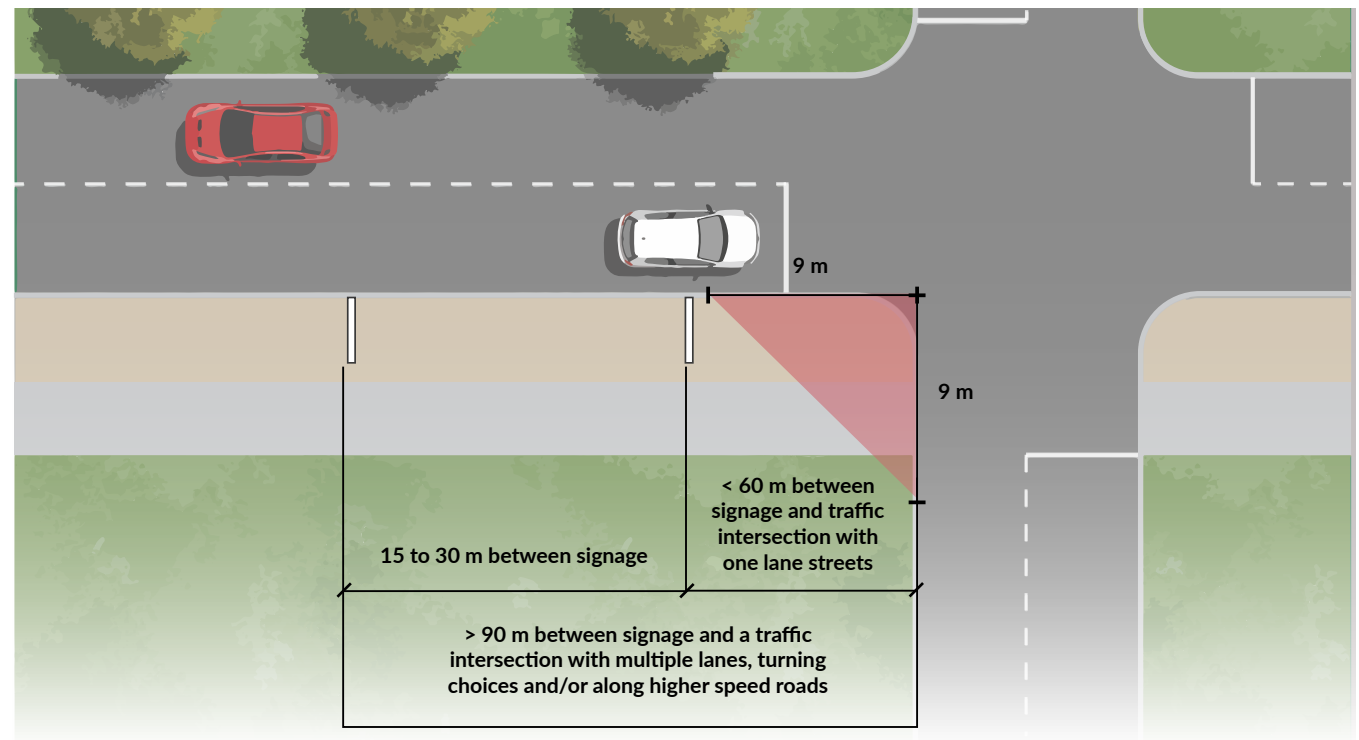 9 m
9 m
< 60 m between
signage and traffic
intersection with
one lane streets
15 to 30 m between signage
> 90 m between signage and a traffic
intersection with multiple lanes, turning
choices and/or along higher speed roads